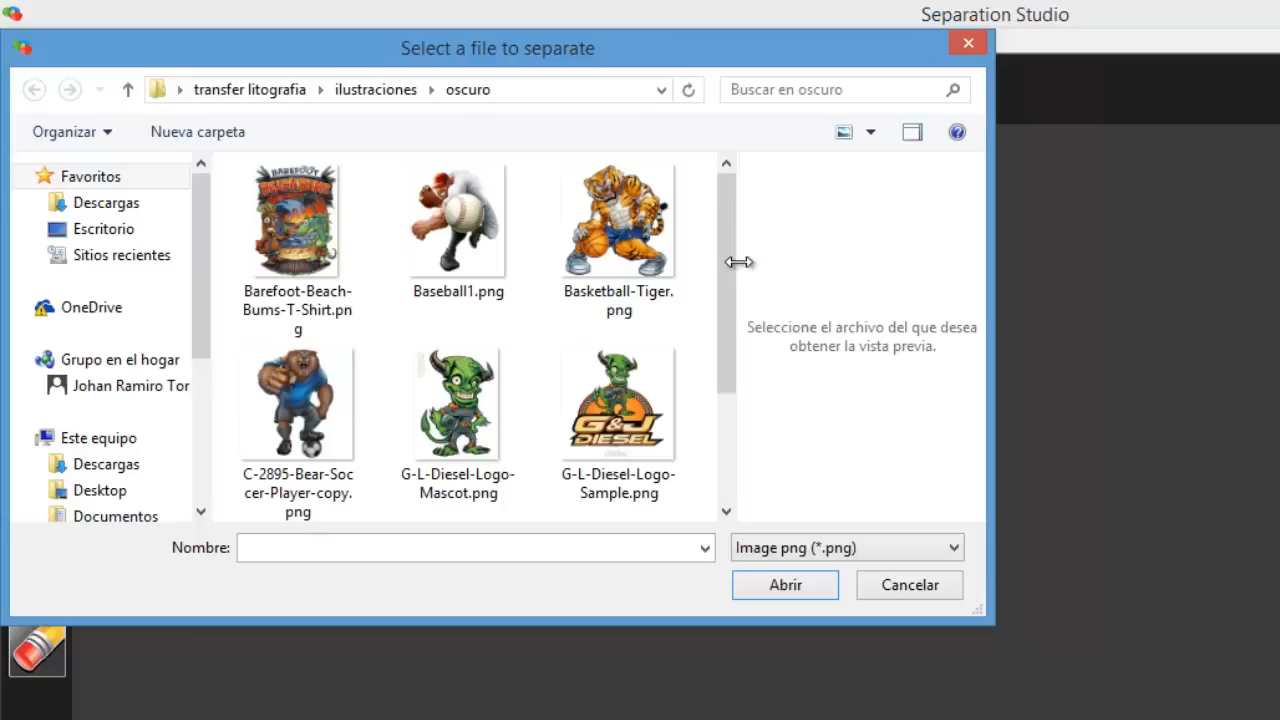 Separation Studio
Select a file to separate
transfer litografia
ilustraciones
oscuro
Buscar en oscuro
Organizar
Nueva carpeta
Favoritos
Descargas
Escritorio
Sitios recientes
OneDrive
Grupo en el hogar
Johan Ramiro Tor
Este equipo
Descargas
Desktop
Documentos
Barefoot-Beach-
Bums-T-Shirt.pn
g
Baseball1.png
Basketball-Tiger.
png
C-2895-Bear-Soc
cer-Player-copy.
png
G-L-Diesel-Logo-
Mascot.png
G&J
DIESEL
G-L-Diesel-Logo-
Sample.png
Seleccione el archivo del que desea
obtener la vista previa.
Nombre:
Image png (*.png)
Abrir
Cancelar